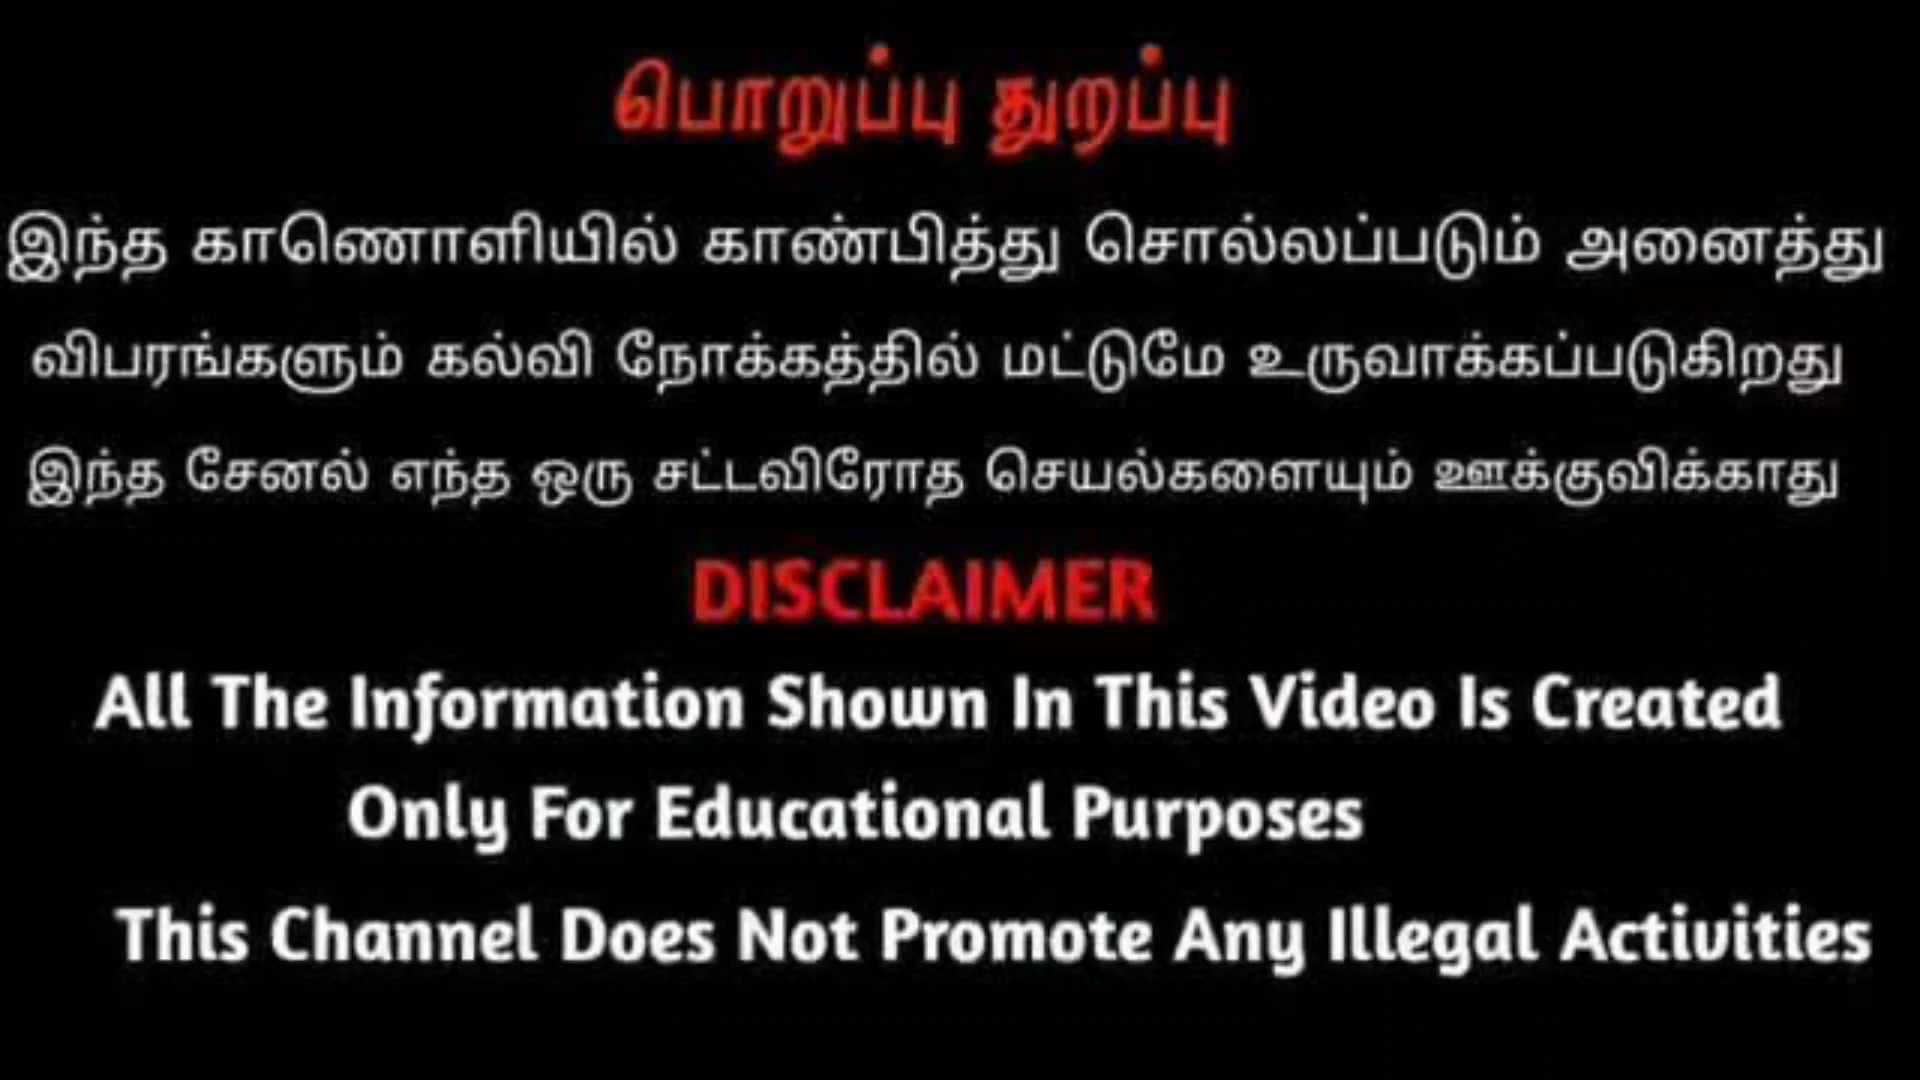 பொறுப்பு துறப்பு
இந்த காணொளியில் காண்பித்து சொல்லப்படும் அனைத்து
விபரங்களும் கல்வி நோக்கத்தில் மட்டுமே உருவாக்கப்படுகிறது
இந்த சேனல் எந்த ஒரு சட்டவிரோத செயல்களையும் ஊக்குவிக்காது
DISCLAIMER
All The Information Shown In This Video Is Created
Only For Educational Purposes
This Channel Does Not Promote Any Illegal Activities